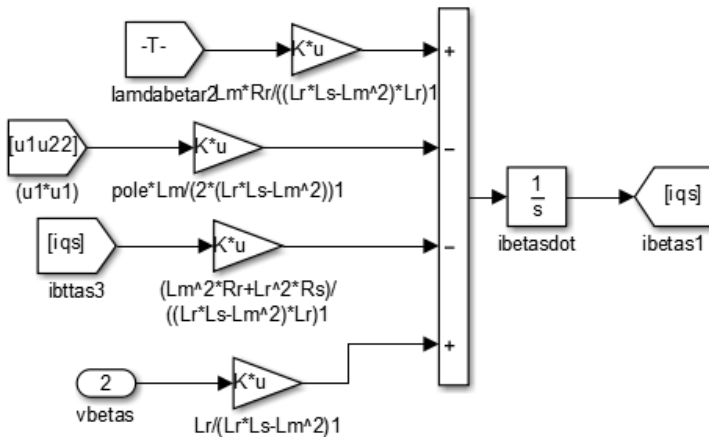 -T-
K*u
+
lamdabetar2
Lm*Rr/((Lr*Ls-Lm^2)*Lr)1
[u1u22]
K*u
−
(u1*u1)
pole*Lm/(2*(Lr*Ls-Lm^2))1
1
s
[iqs]
ibetasdot
ibetas1
[iqs]
K*u
−
ibttas3
(Lm^2*Rr+Lr^2*Rs)/
((Lr*Ls-Lm^2)*Lr)1
+
2
K*u
vbetas
Lr/(Lr*Ls-Lm^2)1